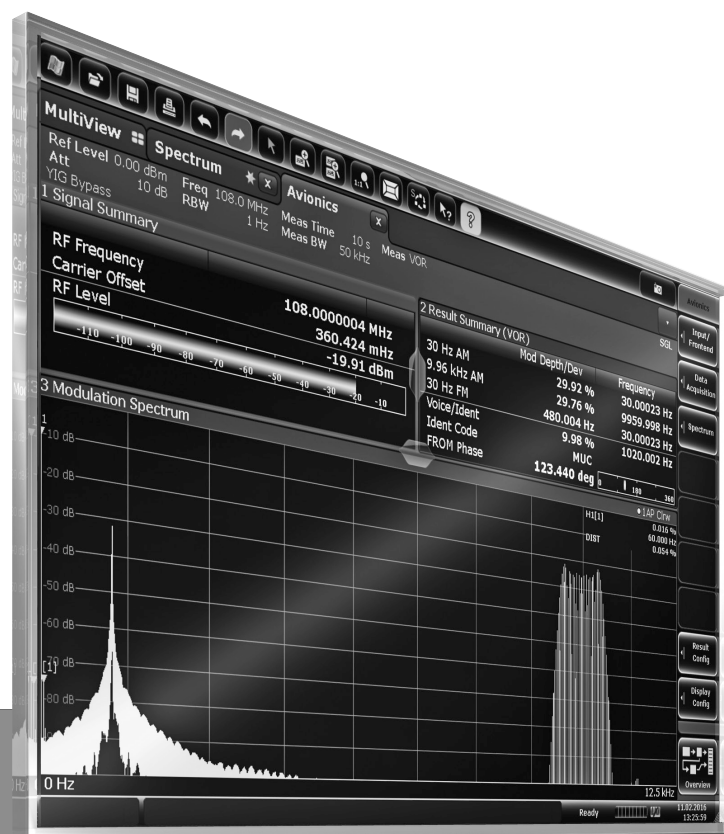 MultiView
Spectrum
Avionics
Ref Level 0.00 dBm
Att 10 dB Freq 108.0 MHz
YIG Bypass RBW 1 Hz
Meas Time 10 s
Meas BW 50 kHz Meas VOR
SGL
1 Signal Summary
RF Frequency 108.0000004 MHz
Carrier Offset 360.424 mHz
RF Level -19.91 dBm
-110 -100 -90 -80 -70 -60 -50 -40 -30 -20 -10
2 Result Summary (VOR)
Mod Depth/Dev Frequency
30 Hz AM 29.92 % 30.00023 Hz
9.96 kHz AM 29.76 % 9959.998 Hz
30 Hz FM 480.004 Hz 30.00023 Hz
Voice/Ident 9.98 % 1020.002 Hz
Ident Code MUC
FROM Phase 123.440 deg 0 180 360
3 Modulation Spectrum
1AP Clrw
H1[1] 0.016 %
60.000 Hz
DIST 0.054 %
1
-10 dB
-20 dB
-30 dB
-40 dB
-50 dB
-60 dB
-70 dB
[1]
-80 dB
0 Hz 12.5 kHz
Avionics
Input/
Frontend
Data
Acquisition
Spectrum
Result
Config
Display
Config
Overview
Ready
11.02.2016
13:25:59